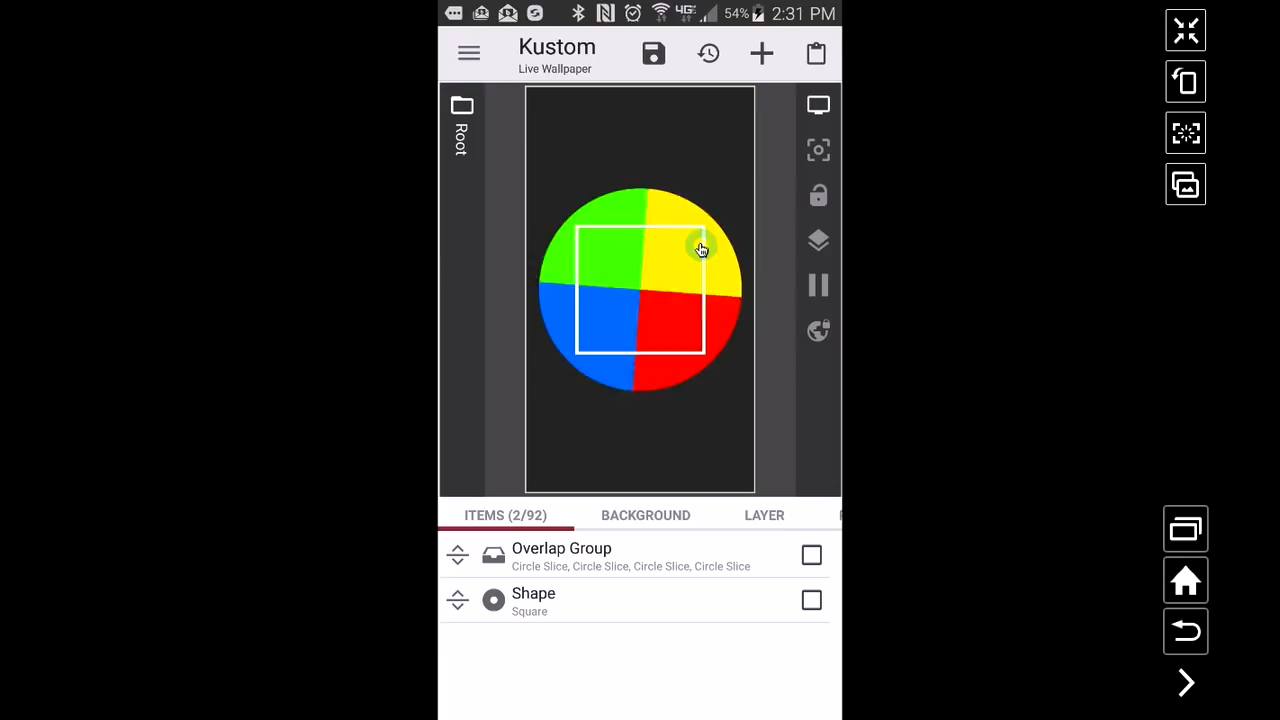 4G
54%
2:31 PM
Kustom
Live Wallpaper
Root
ITEMS (2/92)
BACKGROUND
LAYER
Overlap Group
Circle Slice, Circle Slice, Circle Slice, Circle Slice
Shape
Square